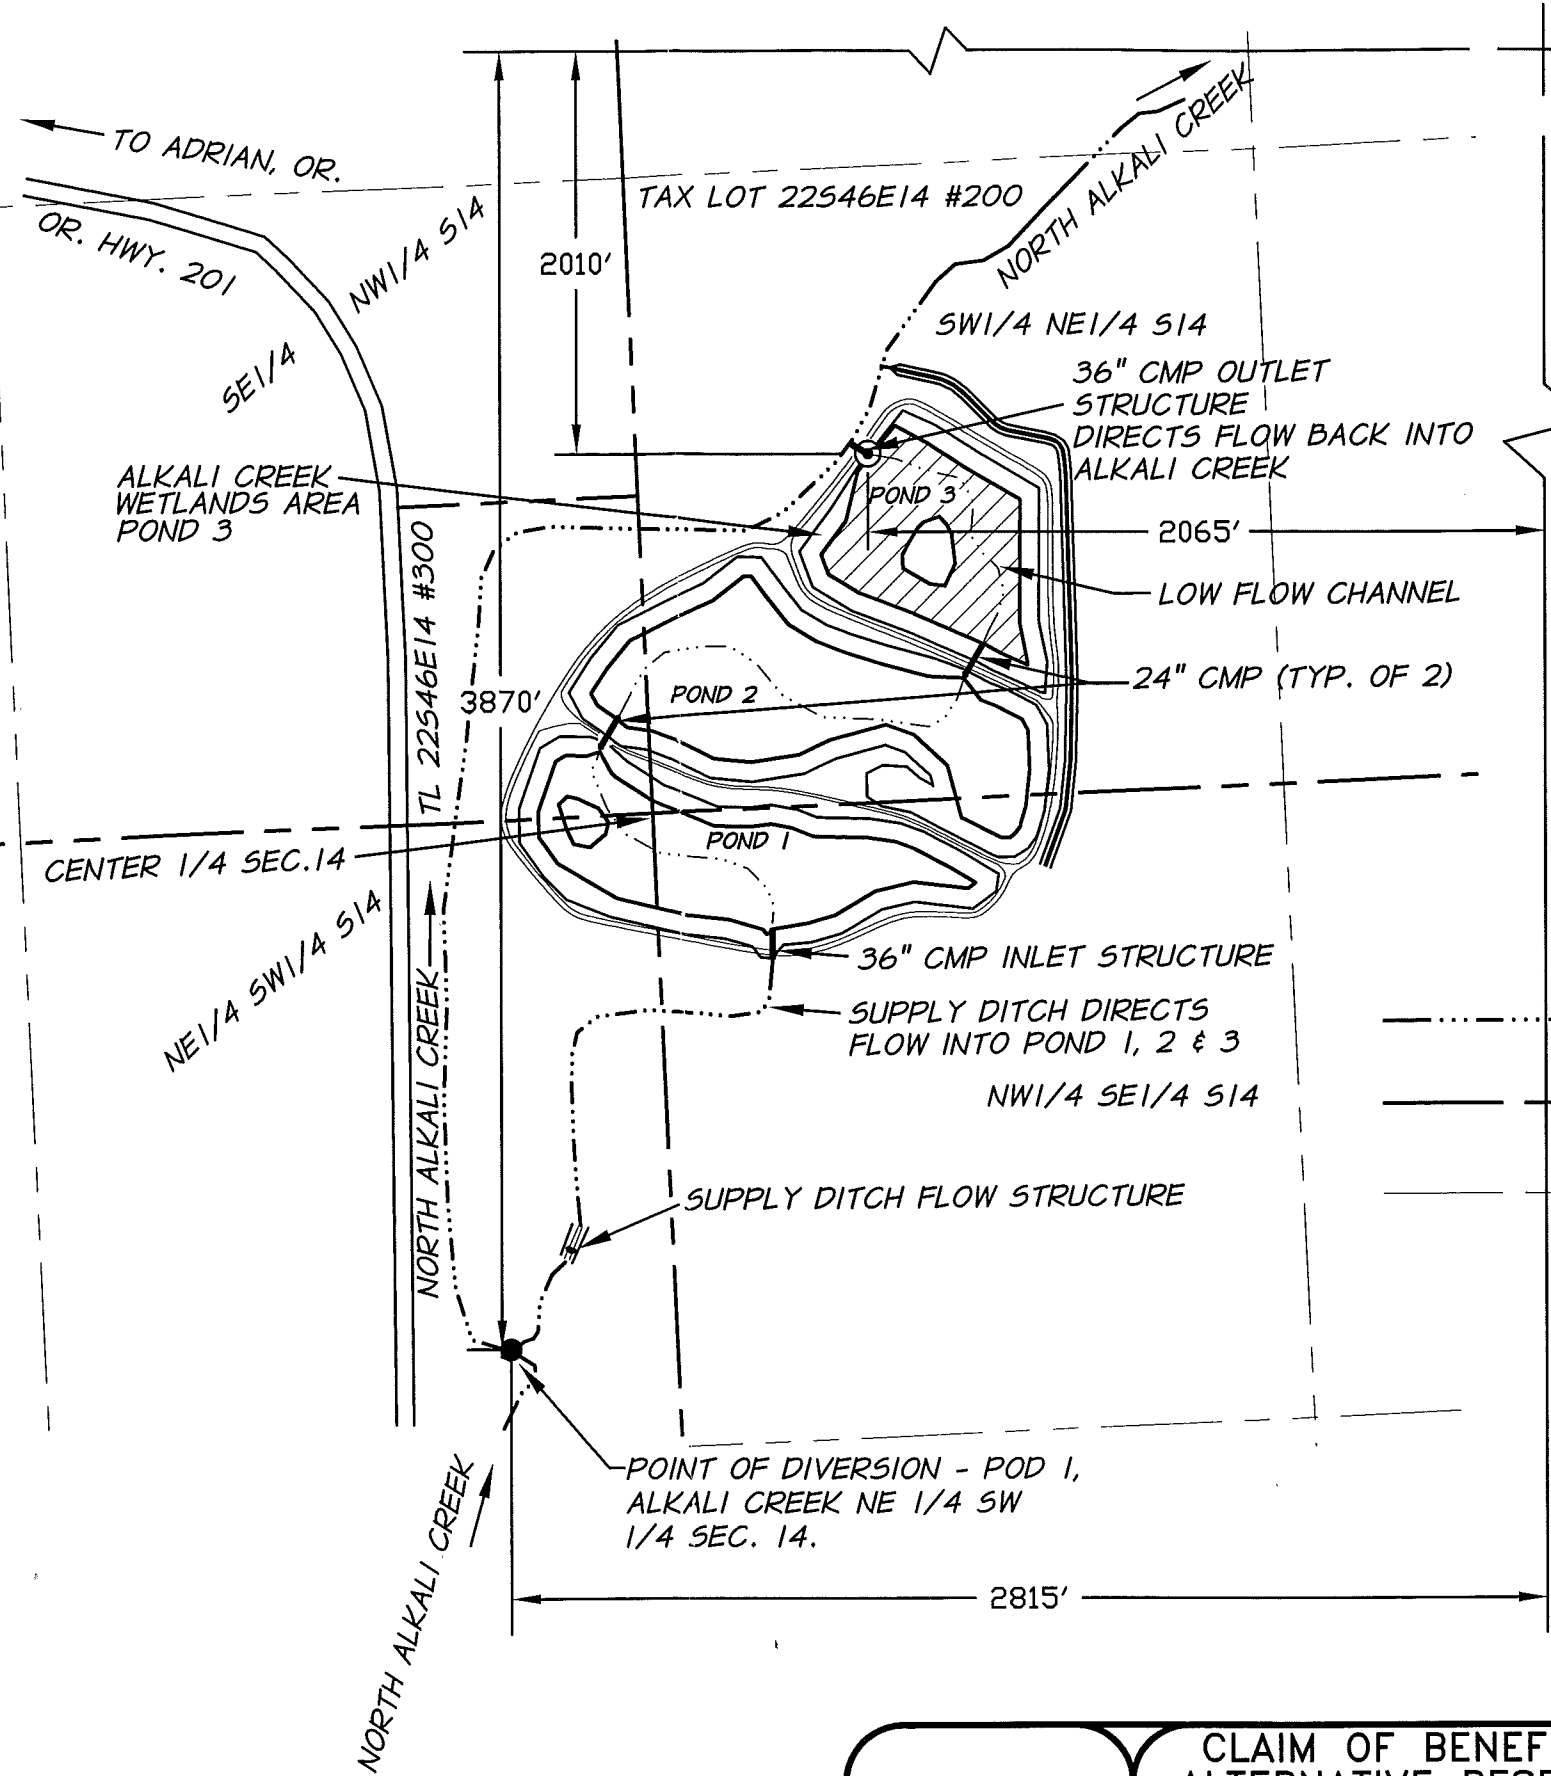 TO ADRIAN, OR.
OR. HWY. 201
NW1/4 S14
SE1/4
TAX LOT 22S46E14 #200
NORTH ALKALI CREEK
2010'
SW1/4 NE1/4 S14
36" CMP OUTLET
STRUCTURE
DIRECTS FLOW BACK INTO
ALKALI CREEK
ALKALI CREEK
WETLANDS AREA
POND 3
POND 3
2065'
LOW FLOW CHANNEL
TL 22S46E14 #300
3870'
POND 2
24" CMP (TYP. OF 2)
POND 1
CENTER 1/4 SEC.14
NE1/4 SW1/4 S14
NORTH ALKALI CREEK
36" CMP INLET STRUCTURE
SUPPLY DITCH DIRECTS
FLOW INTO POND 1, 2 & 3
NW1/4 SE1/4 S14
SUPPLY DITCH FLOW STRUCTURE
POINT OF DIVERSION - POD 1,
ALKALI CREEK NE 1/4 SW
1/4 SEC. 14.
NORTH ALKALI CREEK
2815'
CLAIM OF BENEF